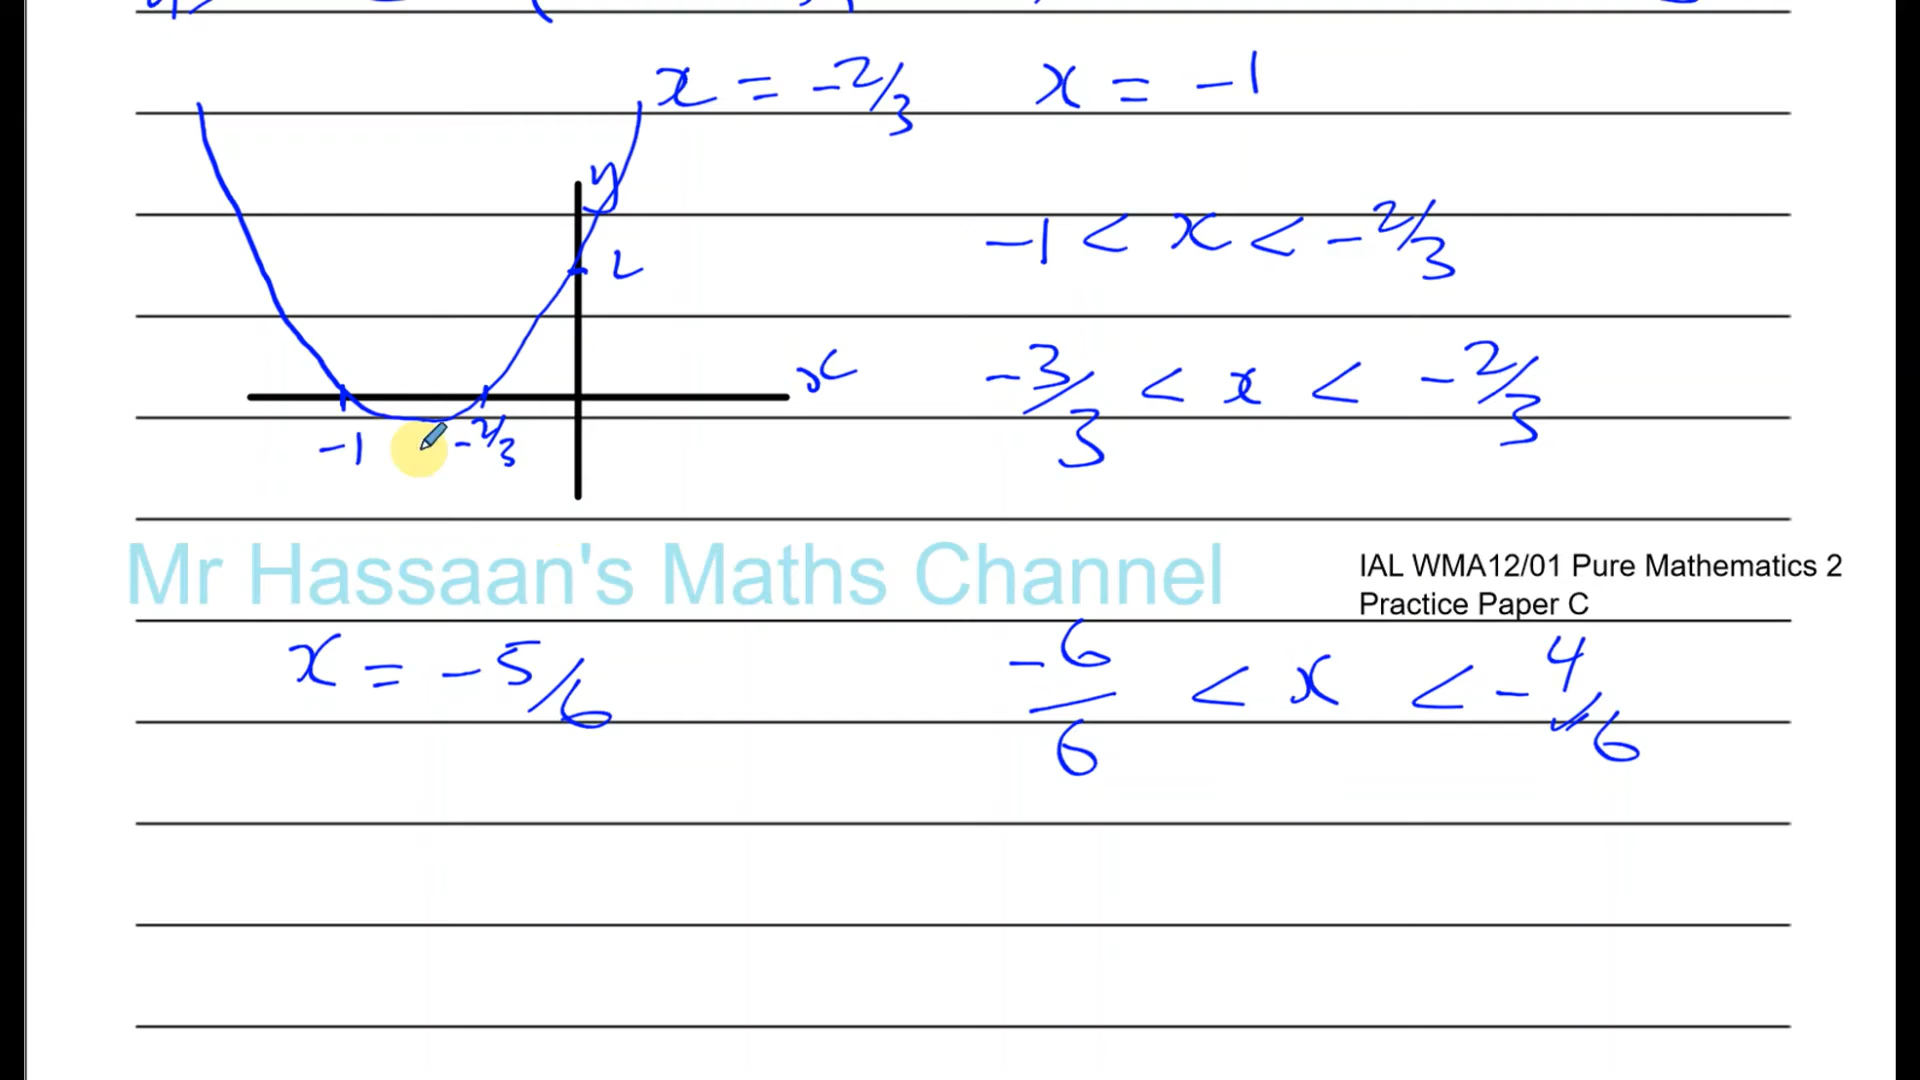 x = -2/3 x = -1
y
2
x
-1 -2/3
-1 < x < -2/3
-3/3 < x < -2/3
Mr Hassaan's Maths Channel
IAL WMA12/01 Pure Mathematics 2
Practice Paper C
x = -5/6
-6/6 < x < -4/6